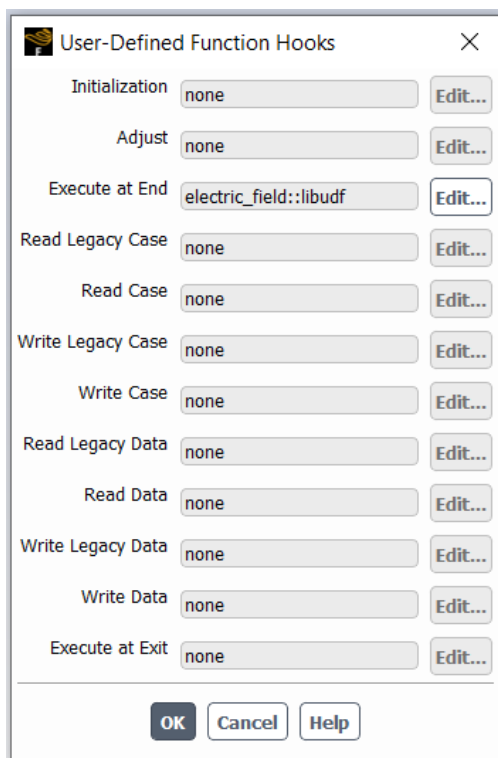 F
User-Defined Function Hooks
Initialization none Edit...
Adjust none Edit...
Execute at End electric_field::libudf Edit...
Read Legacy Case none Edit...
Read Case none Edit...
Write Legacy Case none Edit...
Write Case none Edit...
Read Legacy Data none Edit...
Read Data none Edit...
Write Legacy Data none Edit...
Write Data none Edit...
Execute at Exit none Edit...
OK Cancel Help